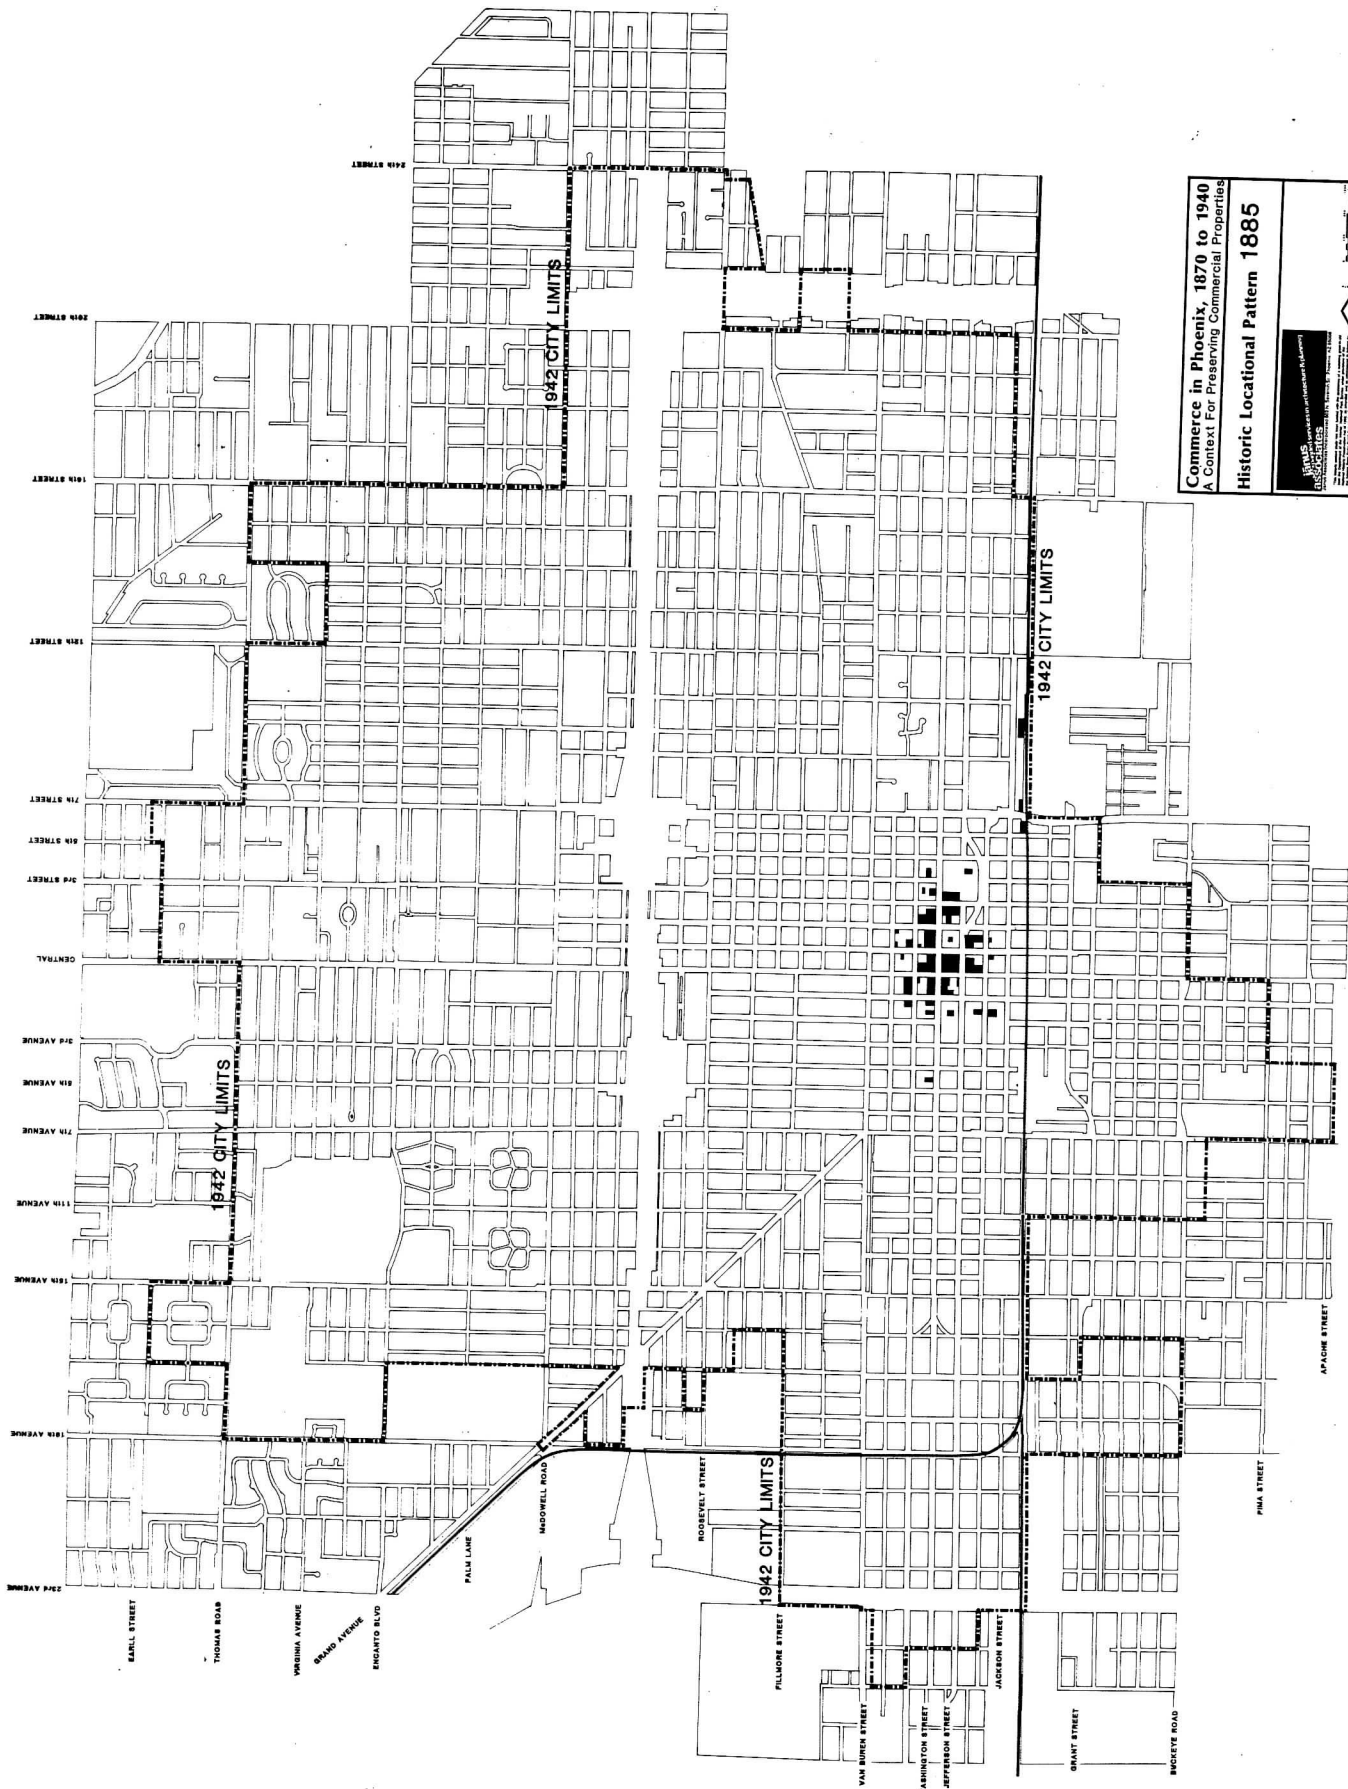 24th STREET
20th STREET
16th STREET
12th STREET
7th STREET
5th STREET
3rd STREET
CENTRAL
3rd AVENUE
5th AVENUE
7th AVENUE
11th AVENUE
15th AVENUE
19th AVENUE
23rd AVENUE
1942 CITY LIMITS
1942 CITY LIMITS
1942 CITY LIMITS
1942 CITY LIMITS
EARLL STREET
THOMAS ROAD
VIRGINIA AVENUE
GRAND AVENUE
ENCANTO BLVD
PALM LANE
McDOWELL ROAD
ROOSEVELT STREET
FILLMORE STREET
VAN BUREN STREET
ASHINGTON STREET
JEFFERSON STREET
JACKSON STREET
GRANT STREET
BUCKEYE ROAD
PIMA STREET
APACHE STREET
Commerce in Phoenix, 1870 to 1940
A Context For Preserving Commercial Properties
Historic Locational Pattern 1885
associates